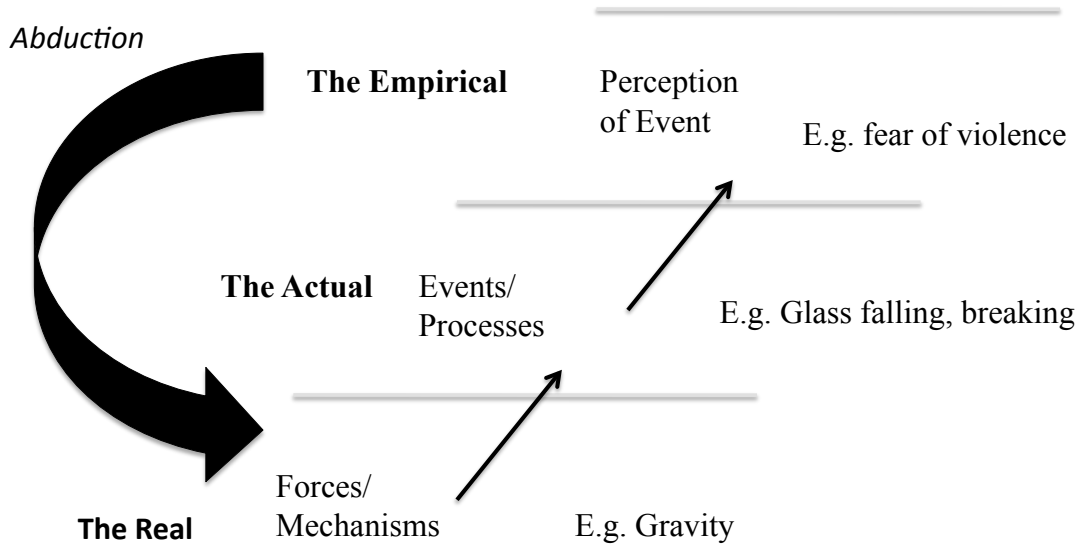 Abduction
The Empirical
Perception
of Event
E.g. fear of violence
The Actual
Events/
Processes
E.g. Glass falling, breaking
The Real
Forces/
Mechanisms
E.g. Gravity